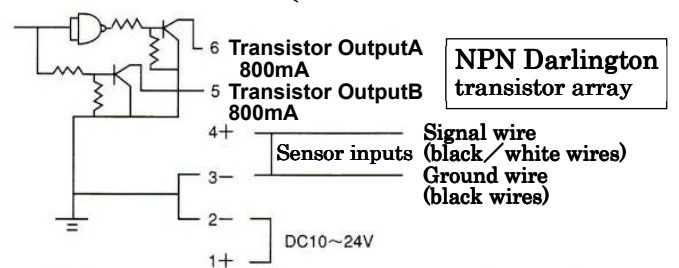 6 Transistor OutputA
800mA
5 Transistor OutputB
800mA
NPN Darlington
transistor array
4+
Signal wire
Sensor inputs
(black／white wires)
3−
Ground wire
(black wires)
2−
DC10～24V
1+